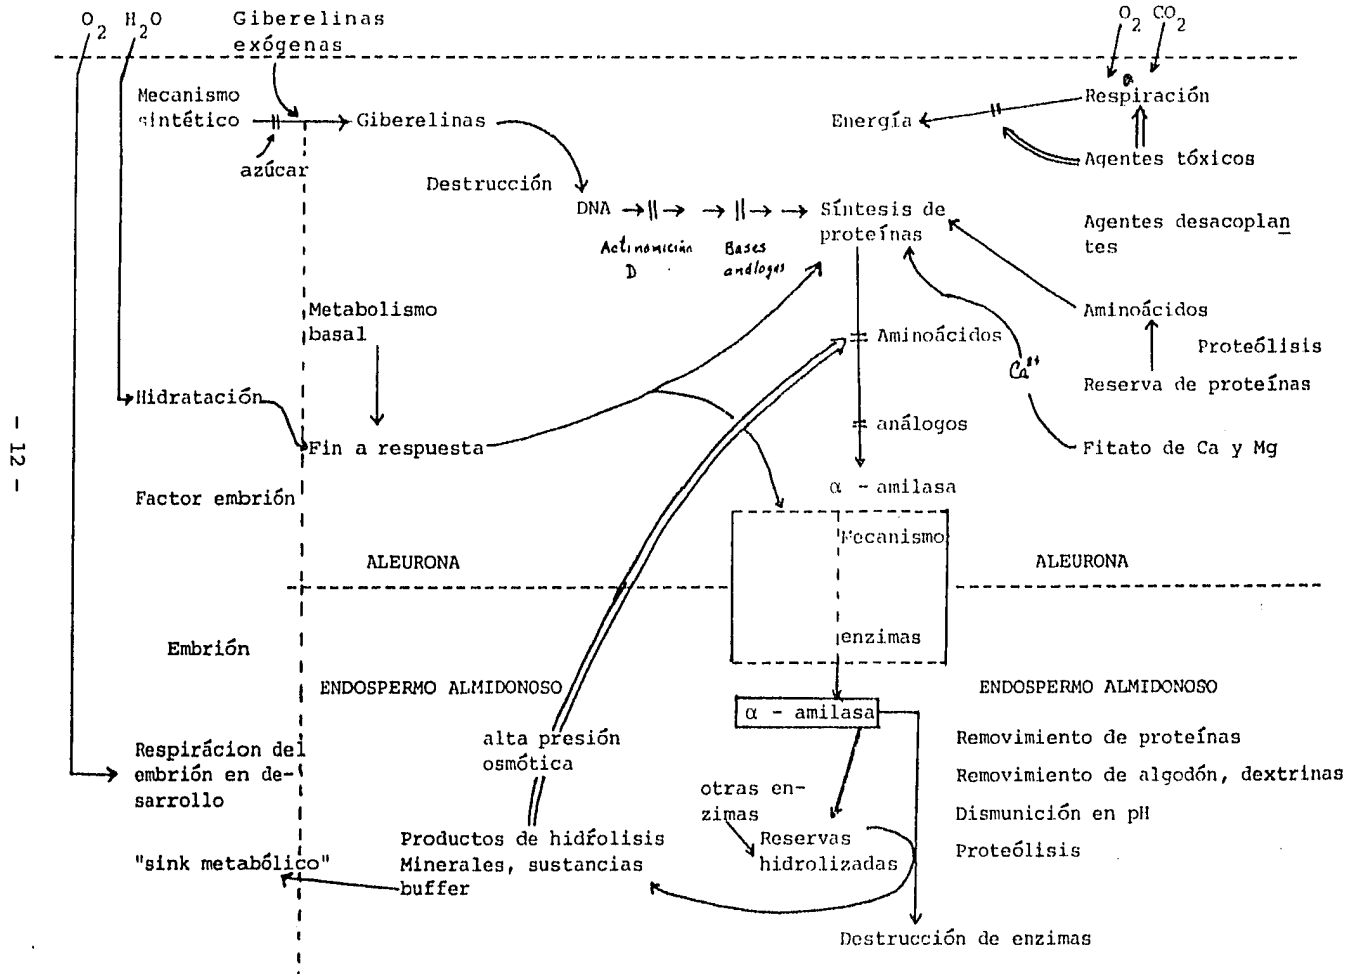 O2 H2O
Giberelinas
exógenas
O2 CO2
Mecanismo
sintético
azúcar
Giberelinas
Energía
Respiración
Agentes tóxicos
Destrucción
DNA
Actinomicina
D
Bases
análogas
Síntesis de
proteínas
Agentes desacoplan
tes
Metabolismo
basal
Aminoácidos
Aminoácidos
Proteólisis
Ca++
Reserva de proteínas
Hidratación
Fin a respuesta
análogos
Fitato de Ca y Mg
Factor embrión
α - amilasa
Mecanismo
enzimas
ALEURONA
ALEURONA
- 12 -
Embrión
ENDOSPERMO ALMIDONOSO
ENDOSPERMO ALMIDONOSO
α - amilasa
Respirácion del
embrión en de-
sarrollo
alta presión
osmótica
otras en-
zimas
Reservas
hidrolizadas
Removimiento de proteínas
Removimiento de algodón, dextrinas
Dismunición en pH
Proteólisis
"sink metabólico"
Productos de hidrólisis
Minerales, sustancias
buffer
Destrucción de enzimas